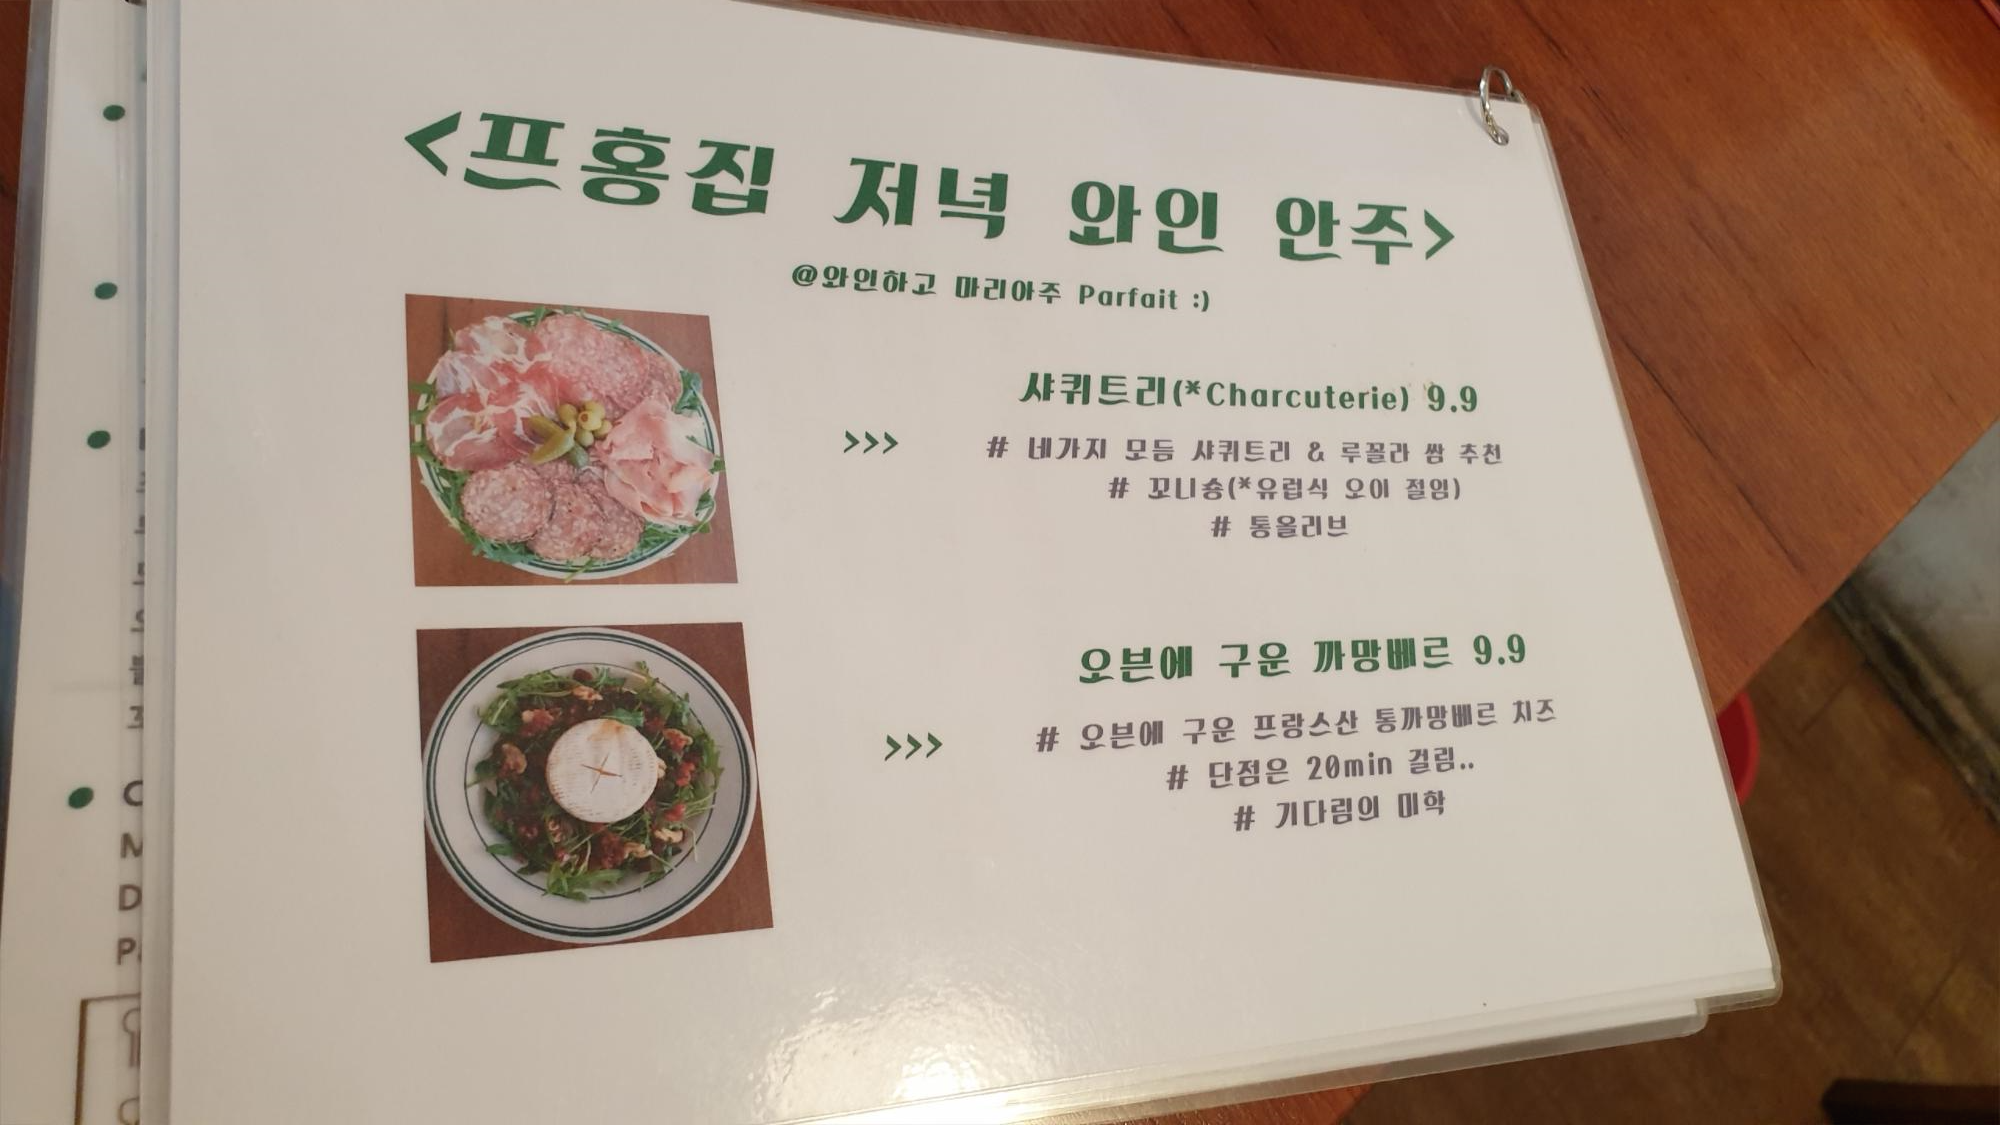 <프홍집 저녁 와인 안주>
@와인하고 마리아주 Parfait :)
>>>
샤퀴트리(*Charcuterie) 9.9
# 네가지 모듬 샤퀴트리 & 루꼴라 쌈 추천
# 꼬니숑(*유럽식 오이 절임)
# 통올리브
>>>
오븐에 구운 까망베르 9.9
# 오븐에 구운 프랑스산 통까망베르 치즈
# 단점은 20min 걸림..
# 기다림의 미학